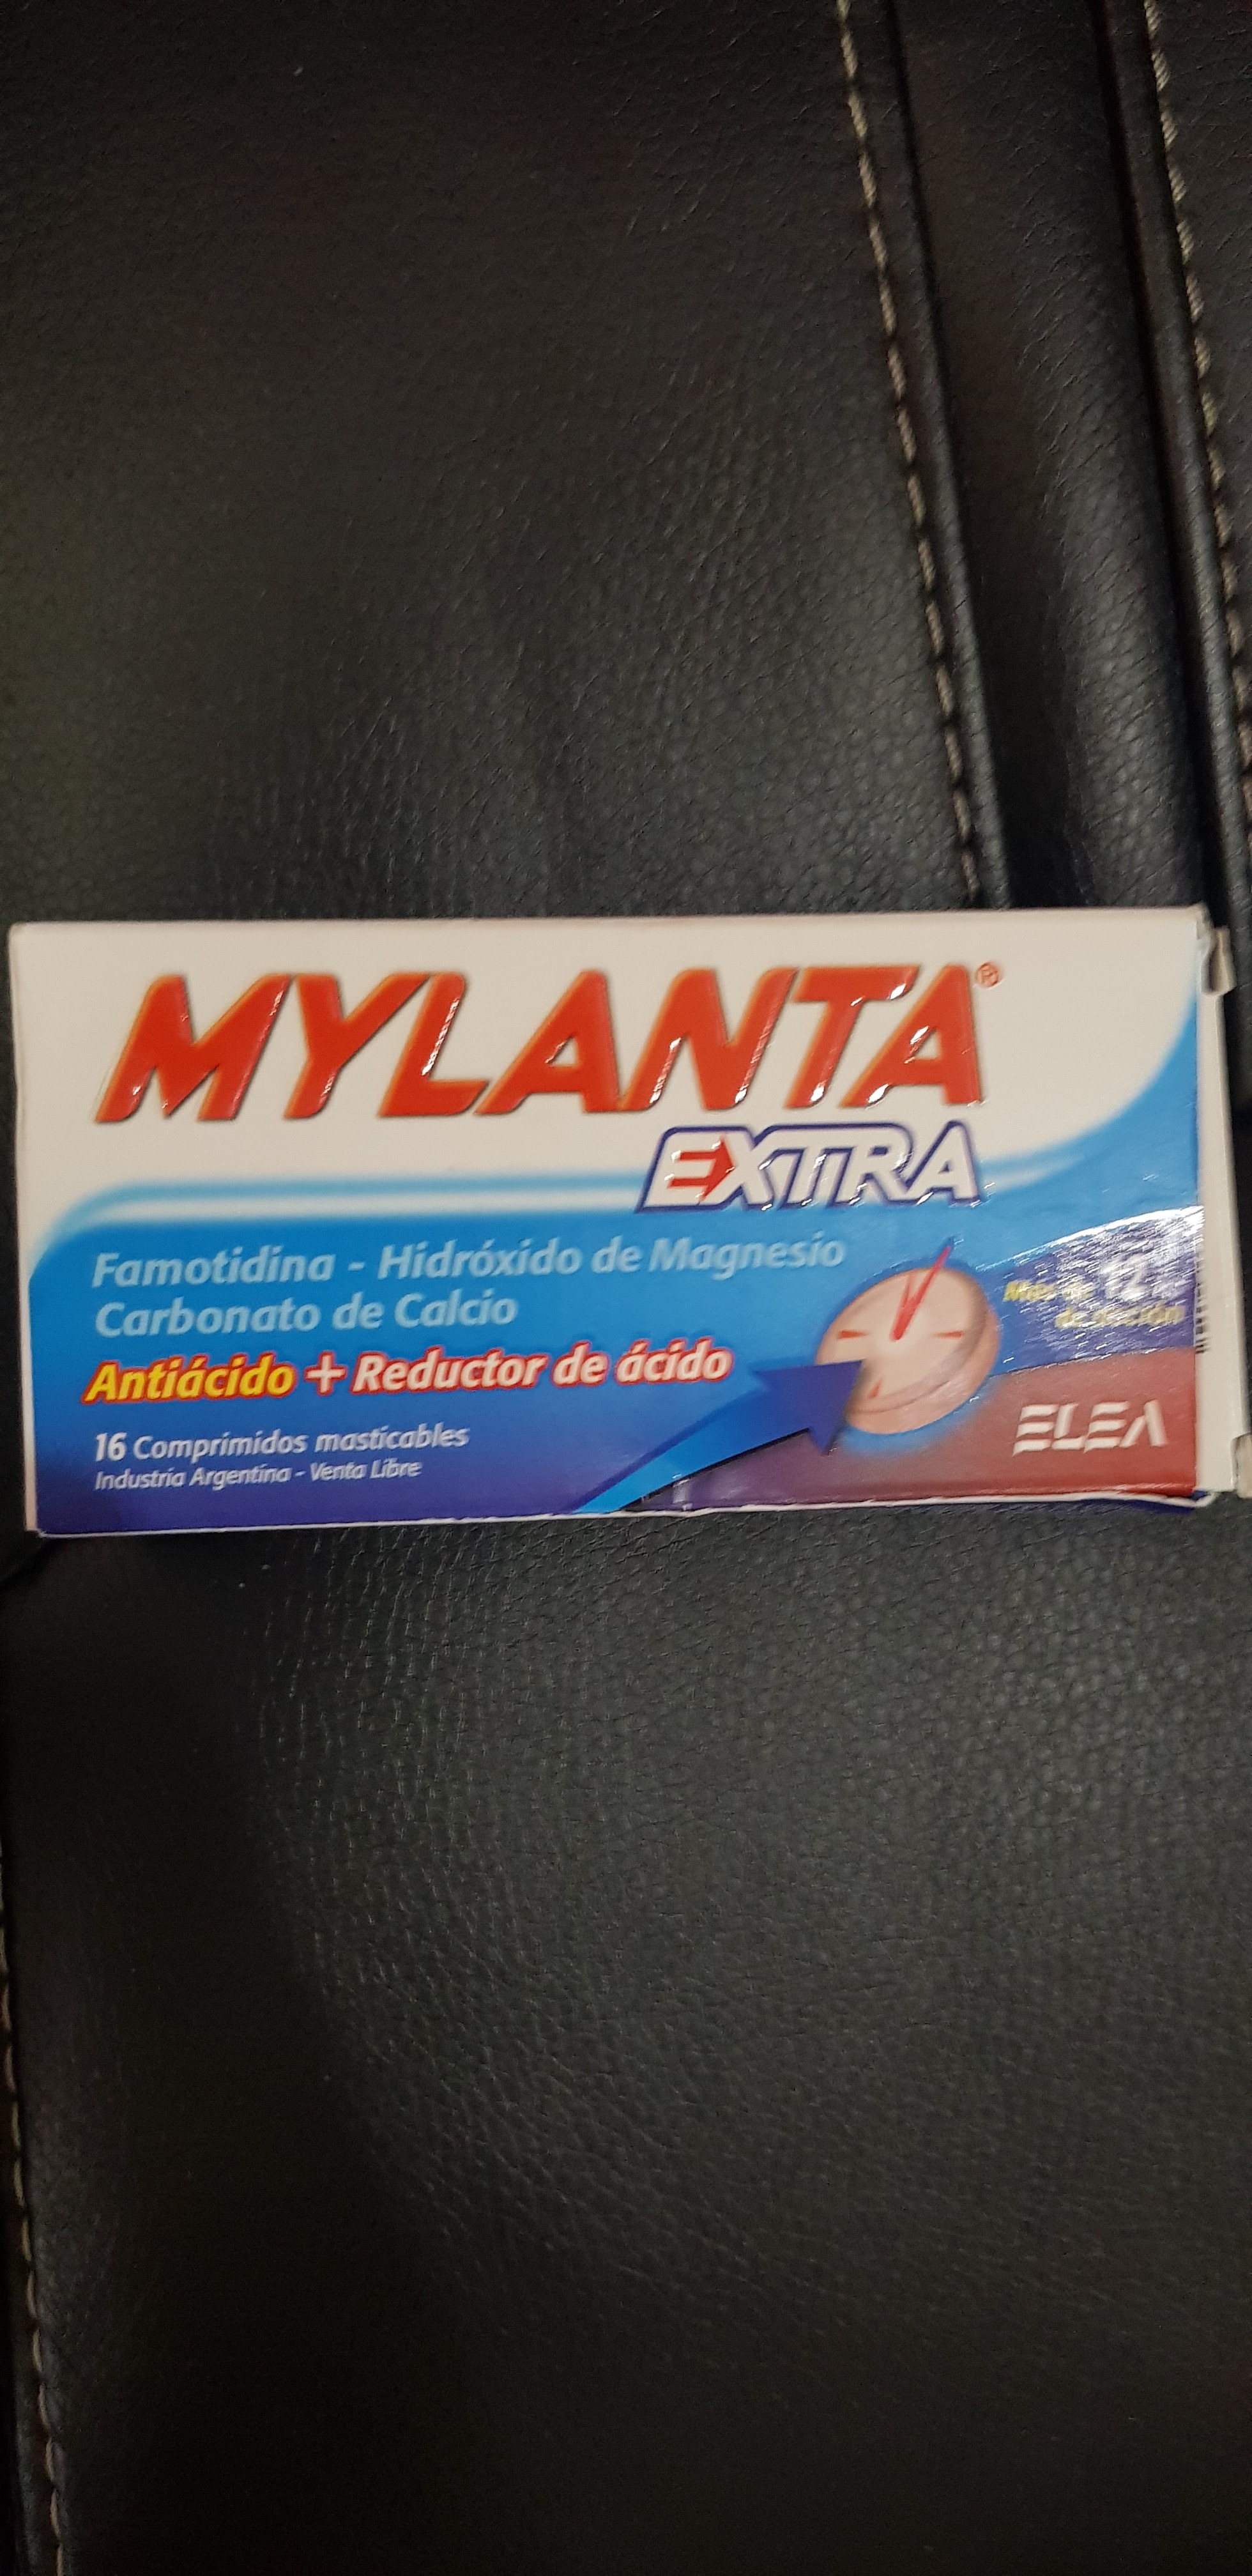 MYLANTA®
EXTRA
Famotidina - Hidróxido de Magnesio
Carbonato de Calcio
Antiácido + Reductor de ácido
16 Comprimidos masticables
Industria Argentina - Venta Libre
12
ELEA